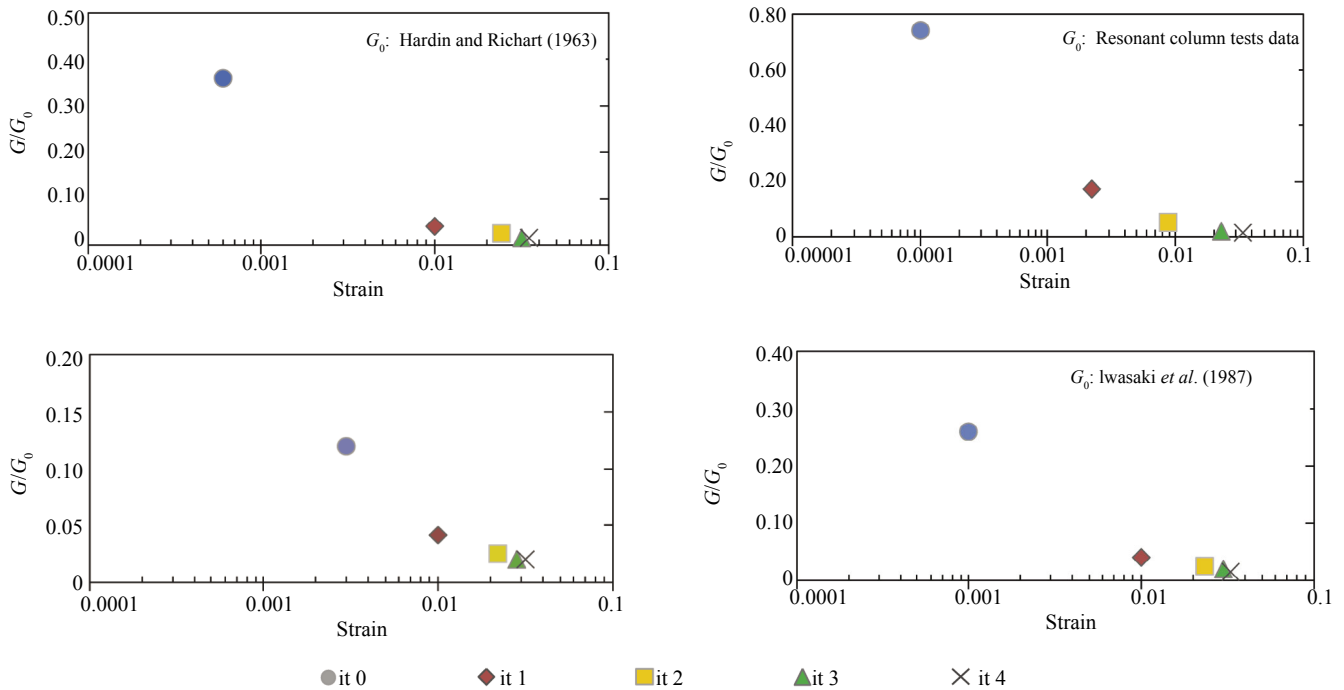 0.50
0.40
0.30
0.20
0.10
0
G/G₀
G₀: Hardin and Richart (1963)
0.0001
0.001
0.01
0.1
Strain
0.80
0.60
0.40
0.20
0
G/G₀
G₀: Resonant column tests data
0.00001
0.0001
0.001
0.01
0.1
Strain
0.20
0.15
0.10
0.05
0
G/G₀
0.0001
0.001
0.01
0.1
Strain
0.40
0.30
0.20
0.10
0
G/G₀
G₀: lwasaki et al. (1987)
0.0001
0.001
0.01
0.1
Strain
it 0
it 1
it 2
it 3
it 4